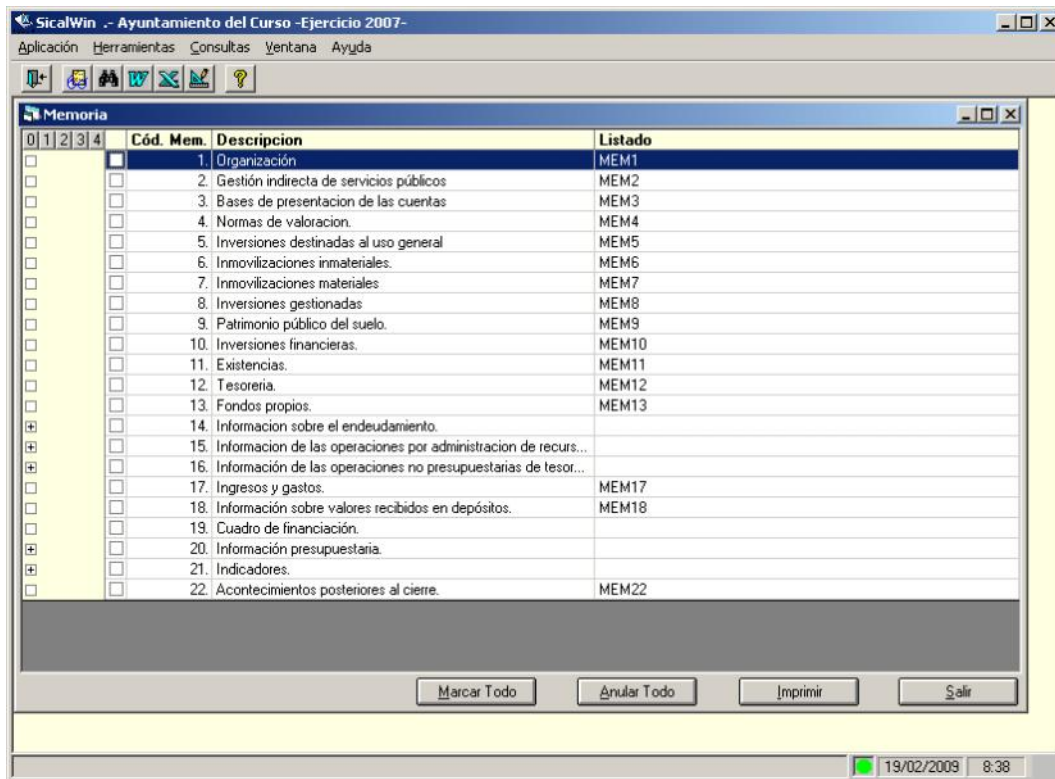 SicalWin .- Ayuntamiento del Curso -Ejercicio 2007-
Aplicación Herramientas Consultas Ventana Ayuda
Memoria
0 1 2 3 4 Cód. Mem. Descripcion Listado
1. Organización MEM1
2. Gestión indirecta de servicios públicos MEM2
3. Bases de presentacion de las cuentas MEM3
4. Normas de valoracion. MEM4
5. Inversiones destinadas al uso general MEM5
6. Inmovilizaciones inmateriales. MEM6
7. Inmovilizaciones materiales MEM7
8. Inversiones gestionadas MEM8
9. Patrimonio público del suelo. MEM9
10. Inversiones financieras. MEM10
11. Existencias. MEM11
12. Tesoreria. MEM12
13. Fondos propios. MEM13
14. Informacion sobre el endeudamiento.
15. Informacion de las operaciones por administracion de recurs...
16. Información de las operaciones no presupuestarias de tesor...
17. Ingresos y gastos. MEM17
18. Información sobre valores recibidos en depósitos. MEM18
19. Cuadro de financiación.
20. Información presupuestaria.
21. Indicadores.
22. Acontecimientos posteriores al cierre. MEM22
Marcar Todo Anular Todo Imprimir Salir
19/02/2009 8:38